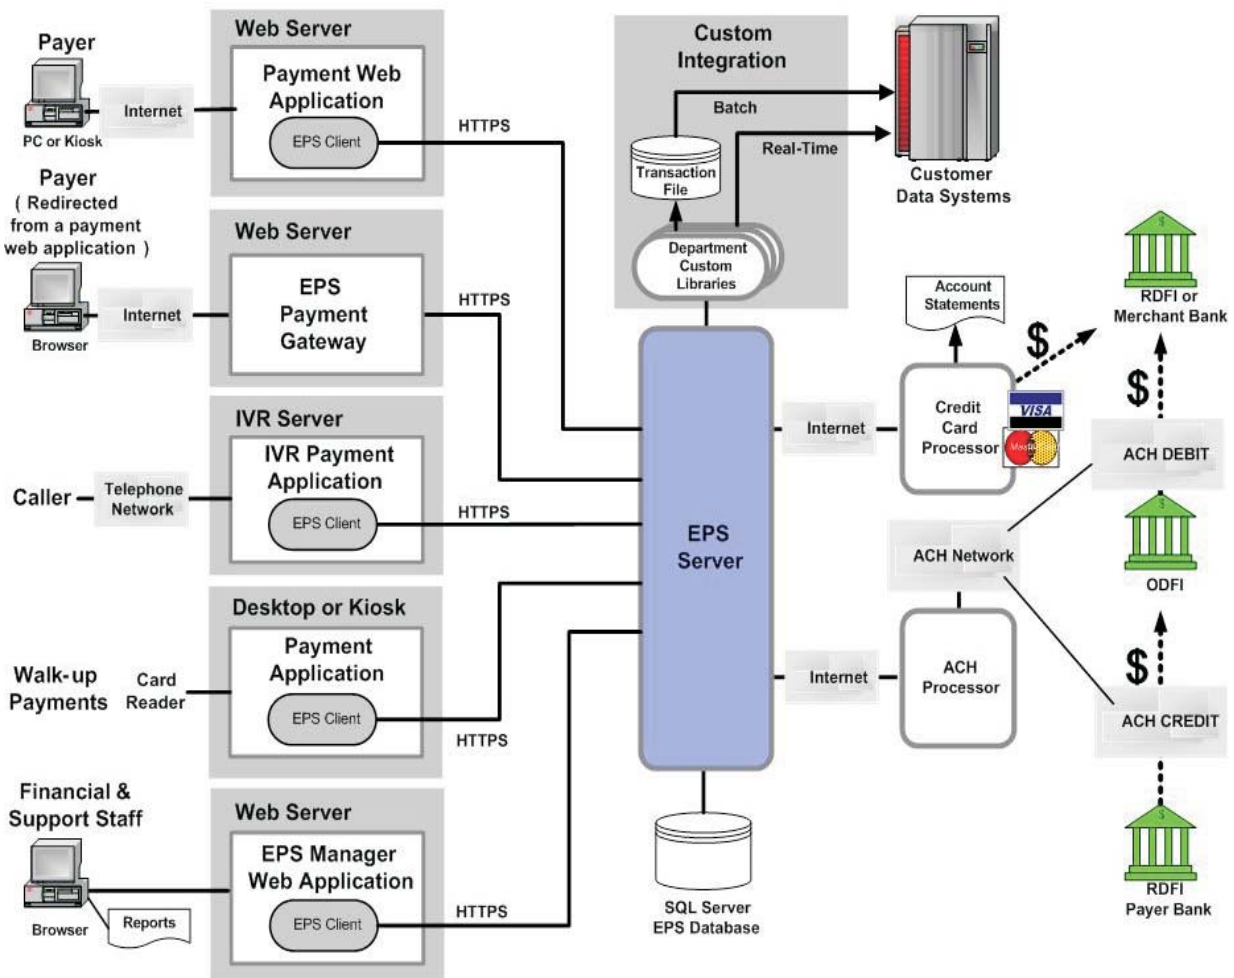 Payer
PC or Kiosk
Internet
Web Server
Payment Web
Application
EPS Client
HTTPS
Payer
( Redirected
from a payment
web application )
Browser
Internet
Web Server
EPS
Payment
Gateway
HTTPS
Caller
Telephone
Network
IVR Server
IVR Payment
Application
EPS Client
HTTPS
Walk-up
Payments
Card
Reader
Desktop or Kiosk
Payment
Application
EPS Client
HTTPS
Financial &
Support Staff
Browser
Reports
Web Server
EPS Manager
Web Application
EPS Client
HTTPS
Custom
Integration
Batch
Real-Time
Transaction
File
Department
Custom
Libraries
Customer
Data Systems
EPS
Server
SQL Server
EPS Database
Internet
Account
Statements
Credit
Card
Processor
VISA
MasterCard
$
$
RDFI or
Merchant Bank
ACH DEBIT
$
ACH Network
$
ODFI
Internet
ACH
Processor
$
ACH CREDIT
$
RDFI
Payer Bank